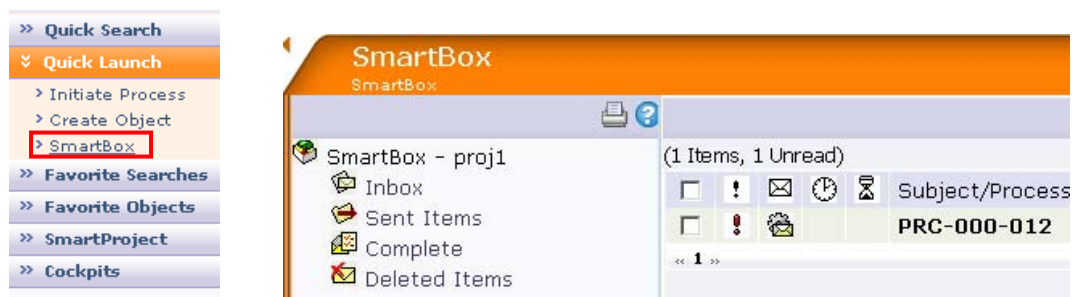 » Quick Search
Quick Launch
> Initiate Process
> Create Object
> SmartBox
» Favorite Searches
» Favorite Objects
» SmartProject
» Cockpits
SmartBox
SmartBox
SmartBox - proj1
Inbox
Sent Items
Complete
Deleted Items
(1 Items, 1 Unread)
! Subject/Process
! PRC-000-012
« 1 »